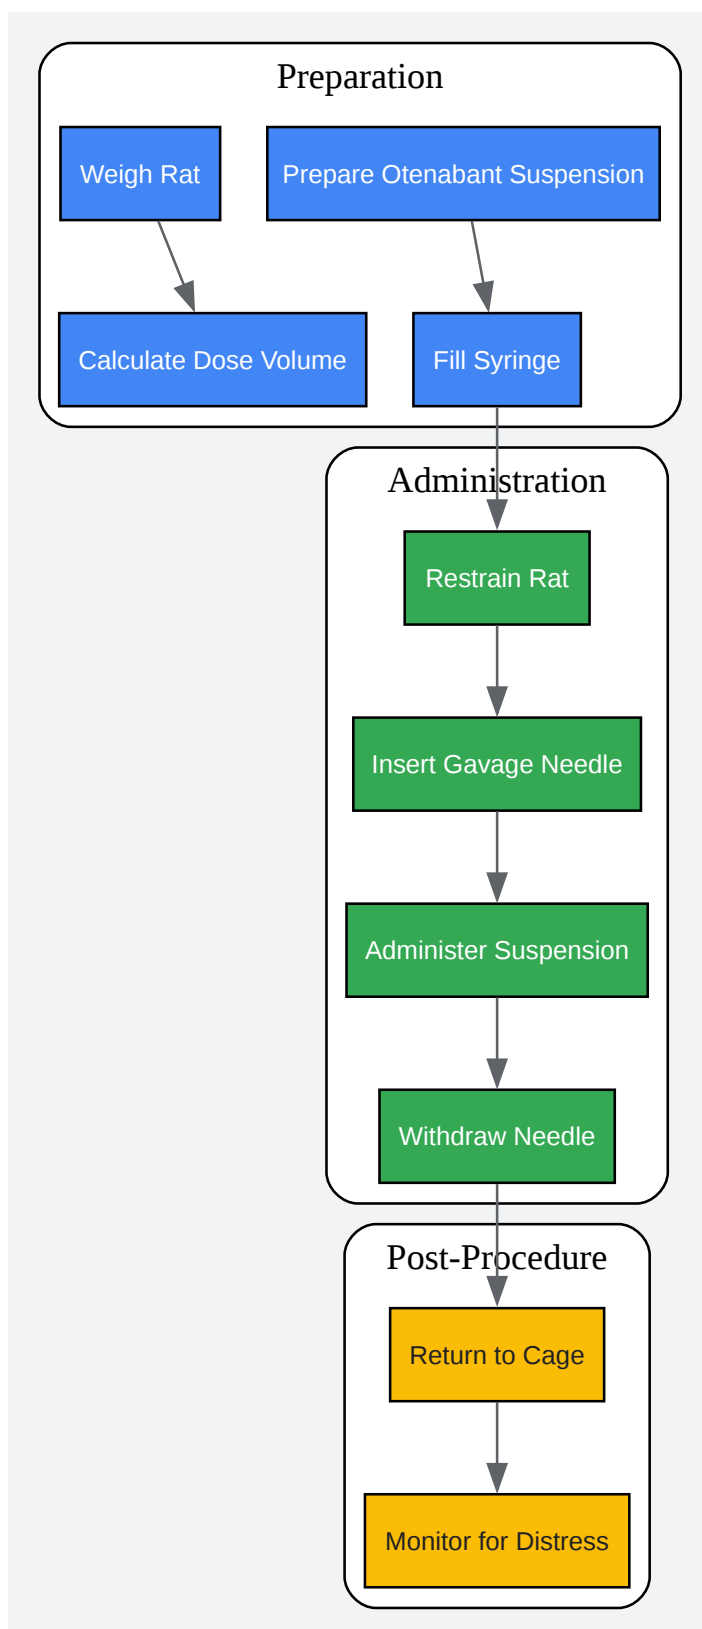 Preparation
Weigh Rat
Prepare Otenabant Suspension
Calculate Dose Volume
Fill Syringe
Administration
Restrain Rat
Insert Gavage Needle
Administer Suspension
Withdraw Needle
Post-Procedure
Return to Cage
Monitor for Distress